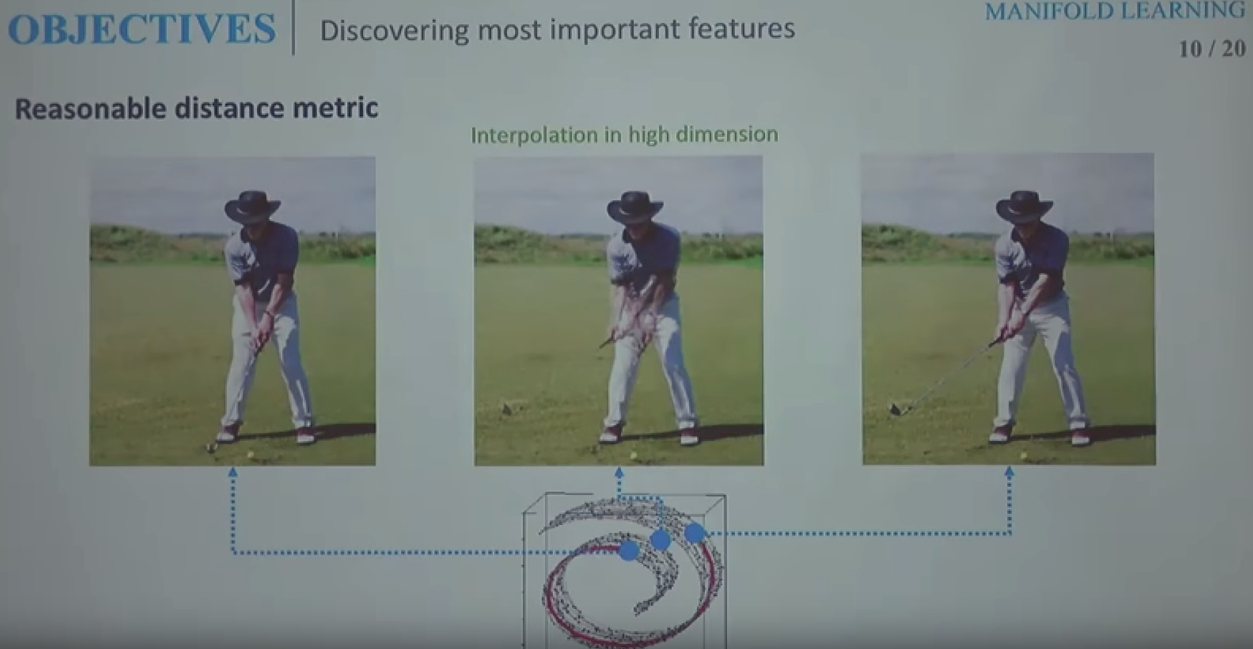 OBJECTIVES
Discovering most important features
MANIFOLD LEARNING
10 / 20
Reasonable distance metric
Interpolation in high dimension